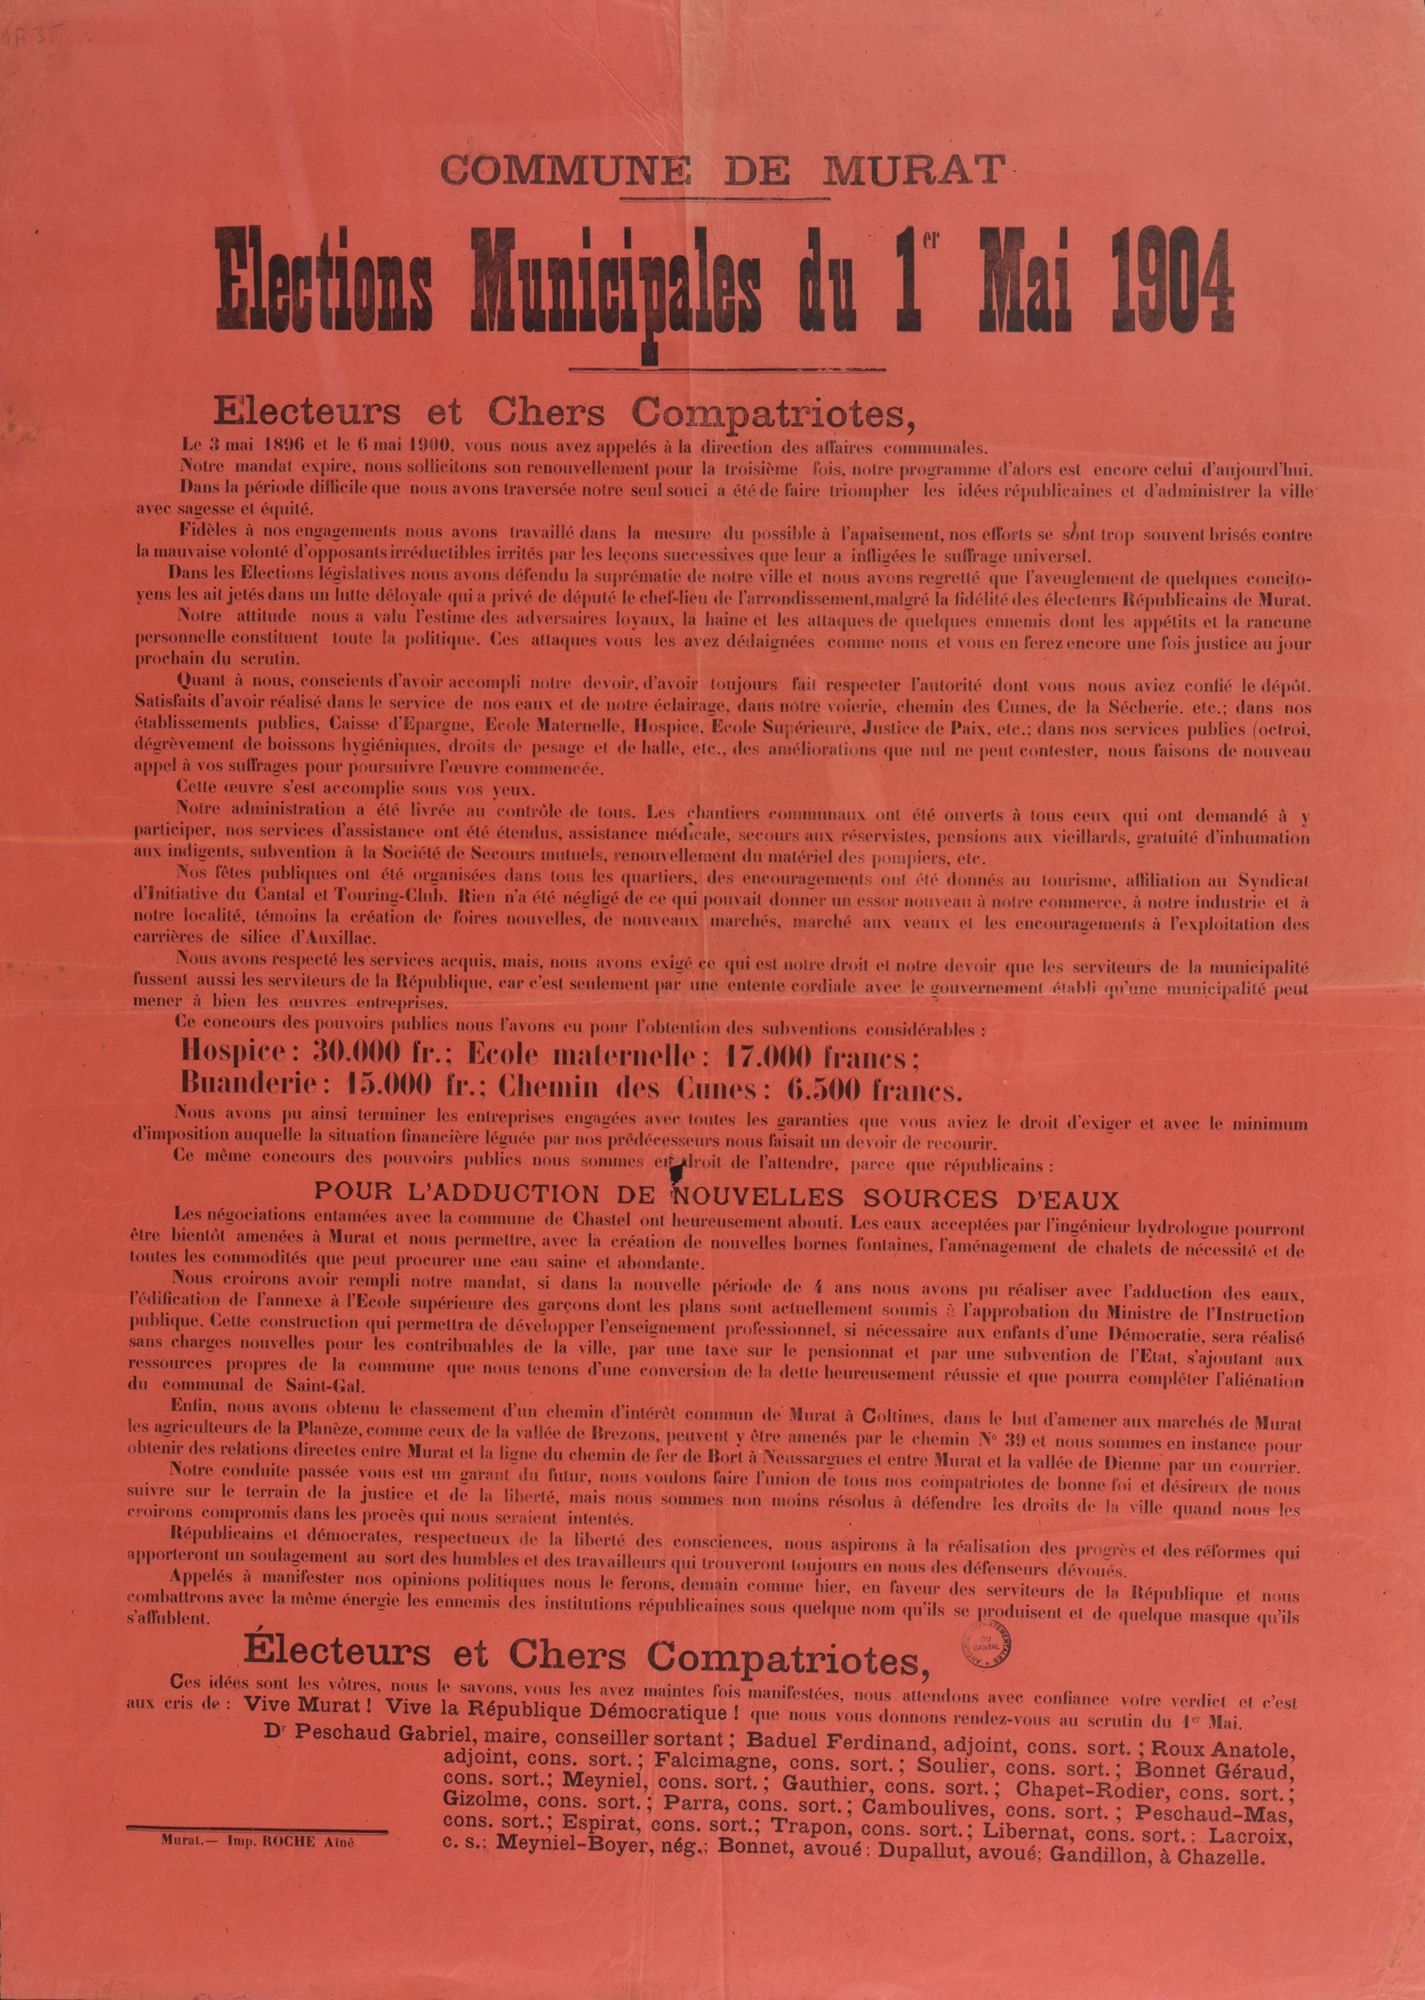 COMMUNE DE MURAT
Elections Municipales du 1er Mai 1904
Electeurs et Chers Compatriotes,
Le 3 mai 1896 et le 6 mai 1900, vous nous avez appelés à la direction des affaires communales.
Notre mandat expire, nous sollicitons son renouvellement pour la troisième fois, notre programme d'alors est encore celui d'aujourd'hui.
Dans la période difficile que nous avons traversée notre seul souci a été de faire triompher les idées républicaines et d'administrer la ville
avec sagesse et équité.
Fidèles à nos engagements nous avons travaillé dans la mesure du possible à l'apaisement, nos efforts se sont trop souvent brisés contre
la mauvaise volonté d'opposants irréductibles irrités par les leçons successives que leur a infligées le suffrage universel.
Dans les Elections législatives nous avons défendu la suprématie de notre ville et nous avons regretté que l'aveuglement de quelques concito-
yens les ait jetés dans un lutte déloyale qui a privé de député le chef-lieu de l'arrondissement, malgré la fidélité des électeurs Républicains de Murat.
Notre attitude nous a valu l'estime des adversaires loyaux, la haine et les attaques de quelques ennemis dont les appétits et la rancune
personnelle constituent toute la politique. Ces attaques vous les avez dédaignées comme nous et vous en ferez encore une fois justice au jour
prochain du scrutin.
Quant à nous, conscients d'avoir accompli notre devoir, d'avoir toujours fait respecter l'autorité dont vous nous aviez confié le dépôt.
Satisfaits d'avoir réalisé dans le service de nos eaux et de notre éclairage, dans notre voierie, chemin des Cunes, de la Sécherie. etc.; dans nos
établissements publics, Caisse d'Epargne, Ecole Maternelle, Hospice, Ecole Supérieure, Justice de Paix, etc.; dans nos services publics (octroi,
dégrèvement de boissons hygiéniques, droits de pesage et de halle, etc., des améliorations que nul ne peut contester, nous faisons de nouveau
appel à vos suffrages pour poursuivre l'œuvre commencée.
Cette œuvre s'est accomplie sous vos yeux.
Notre administration a été livrée au contrôle de tous. Les chantiers communaux ont été ouverts à tous ceux qui ont demandé à y
participer, nos services d'assistance ont été étendus, assistance médicale, secours aux réservistes, pensions aux vieillards, gratuité d'inhumation
aux indigents, subvention à la Société de Secours mutuels, renouvellement du matériel des pompiers, etc.
Nos fêtes publiques ont été organisées dans tous les quartiers, des encouragements ont été donnés au tourisme, affiliation au Syndicat
d'Initiative du Cantal et Touring-Club. Rien n'a été négligé de ce qui pouvait donner un essor nouveau à notre commerce, à notre industrie et à
notre localité, témoins la création de foires nouvelles, de nouveaux marchés, marché aux veaux et les encouragements à l'exploitation des
carrières de silice d'Auxillac.
Nous avons respecté les services acquis, mais, nous avons exigé ce qui est notre droit et notre devoir que les serviteurs de la municipalité
fussent aussi les serviteurs de la République, car c'est seulement par une entente cordiale avec le gouvernement établi qu'une municipalité peut
mener à bien les œuvres entreprises.
Ce concours des pouvoirs publics nous l'avons eu pour l'obtention des subventions considérables :
Hospice : 30.000 fr.; Ecole maternelle : 17.000 francs ;
Buanderie : 15.000 fr.; Chemin des Cunes : 6.500 francs.
Nous avons pu ainsi terminer les entreprises engagées avec toutes les garanties que vous aviez le droit d'exiger et avec le minimum
d'imposition auquelle la situation financière léguée par nos prédécesseurs nous faisait un devoir de recourir.
Ce même concours des pouvoirs publics nous sommes en droit de l'attendre, parce que républicains :
POUR L'ADDUCTION DE NOUVELLES SOURCES D'EAUX
Les négociations entamées avec la commune de Chastel ont heureusement abouti. Les eaux acceptées par l'ingénieur hydrologue pourront
être bientôt amenées à Murat et nous permettre, avec la création de nouvelles bornes fontaines, l'aménagement de chalets de nécessité et de
toutes les commodités que peut procurer une eau saine et abondante.
Nous croirons avoir rempli notre mandat, si dans la nouvelle période de 4 ans nous avons pu réaliser avec l'adduction des eaux,
l'édification de l'annexe à l'Ecole supérieure des garçons dont les plans sont actuellement soumis à l'approbation du Ministre de l'Instruction
publique. Cette construction qui permettra de développer l'enseignement professionnel, si nécessaire aux enfants d'une Démocratie, sera réalisé
sans charges nouvelles pour les contribuables de la ville, par une taxe sur le pensionnat et par une subvention de l'Etat, s'ajoutant aux
ressources propres de la commune que nous tenons d'une conversion de la dette heureusement réussie et que pourra compléter l'aliénation
du communal de Saint-Gal.
Enfin, nous avons obtenu le classement d'un chemin d'intérêt commun de Murat à Coltines, dans le but d'amener aux marchés de Murat
les agriculteurs de la Planèze, comme ceux de la vallée de Brezons, peuvent y être amenés par le chemin N° 39 et nous sommes en instance pour
obtenir des relations directes entre Murat et la ligne du chemin de fer de Bort à Neussargues et entre Murat et la vallée de Dienne par un courrier.
Notre conduite passée vous est un garant du futur, nous voulons faire l'union de tous nos compatriotes de bonne foi et désireux de nous
suivre sur le terrain de la justice et de la liberté, mais nous sommes non moins résolus à défendre les droits de la ville quand nous les
croirons compromis dans les procès qui nous seraient intentés.
Républicains et démocrates, respectueux de la liberté des consciences, nous aspirons à la réalisation des progrès et des réformes qui
apporteront un soulagement au sort des humbles et des travailleurs qui trouveront toujours en nous des défenseurs dévoués.
Appelés à manifester nos opinions politiques nous le ferons, demain comme hier, en faveur des serviteurs de la République et nous
combattrons avec la même énergie les ennemis des institutions républicaines sous quelque nom qu'ils se produisent et de quelque masque qu'ils
s'affublent.
Électeurs et Chers Compatriotes,
Ces idées sont les vôtres, nous le savons, vous les avez maintes fois manifestées, nous attendons avec confiance votre verdict et c'est
aux cris de : Vive Murat ! Vive la République Démocratique ! que nous vous donnons rendez-vous au scrutin du 1er Mai.
Dr Peschaud Gabriel, maire, conseiller sortant ; Baduel Ferdinand, adjoint, cons. sort. ; Roux Anatole,
adjoint, cons. sort. ; Falcimagne, cons. sort. ; Soulier, cons. sort. ; Bonnet Géraud,
cons. sort.; Meyniel, cons. sort. ; Gauthier, cons. sort. ; Chapet-Rodier, cons. sort. ;
Gizolme, cons. sort. ; Parra, cons. sort. ; Camboulives, cons. sort. ; Peschaud-Mas,
cons. sort.; Espirat, cons. sort.; Trapon, cons. sort. ; Libernat, cons. sort. ; Lacroix,
c. s.; Meyniel-Boyer, nég.; Bonnet, avoué ; Dupallut, avoué; Gandillon, à Chazelle.
Murat.— Imp. ROCHE Aîné